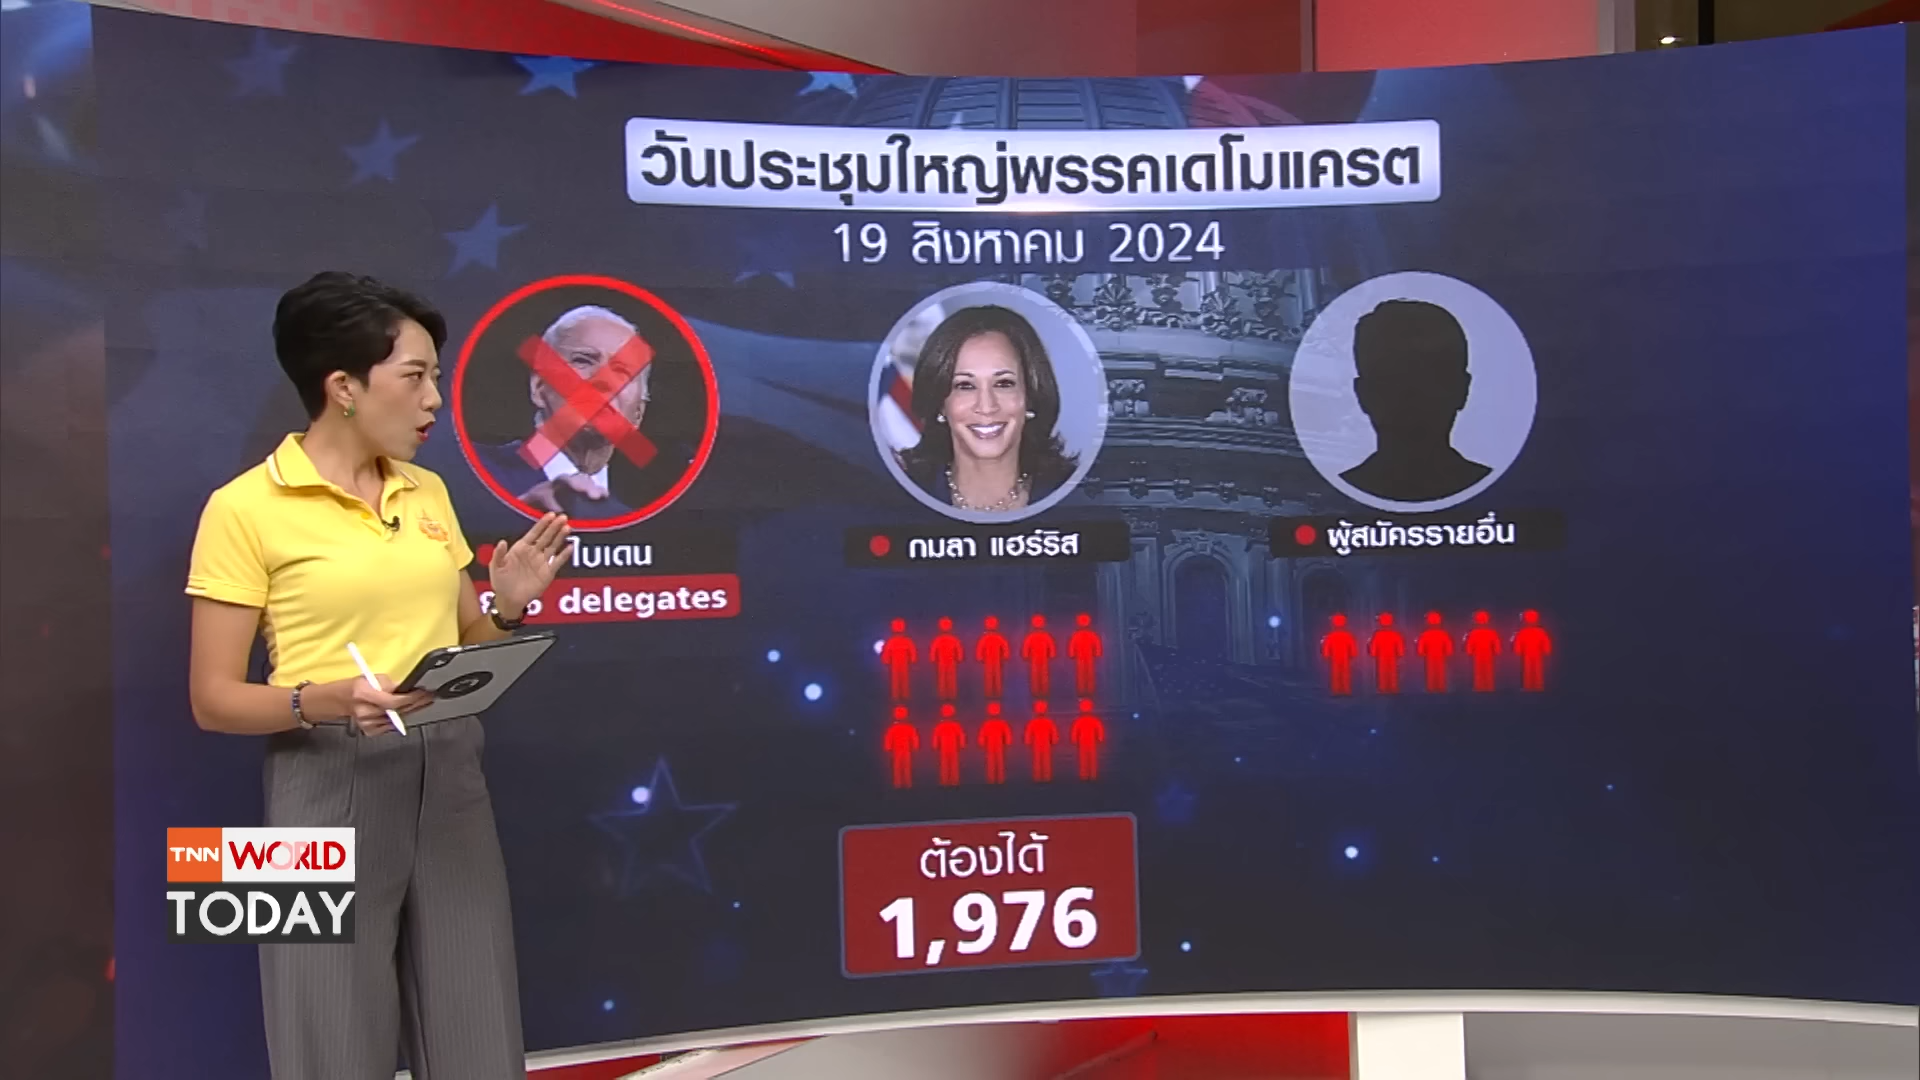 วันประชุมใหญ่พรรคเดโมแครต
19 สิงหาคม 2024
ไบเดน
กมลา แฮร์ริส
ผู้สมัครรายอื่น
delegates
ต้องได้
1,976
TNN WORLD
TODAY